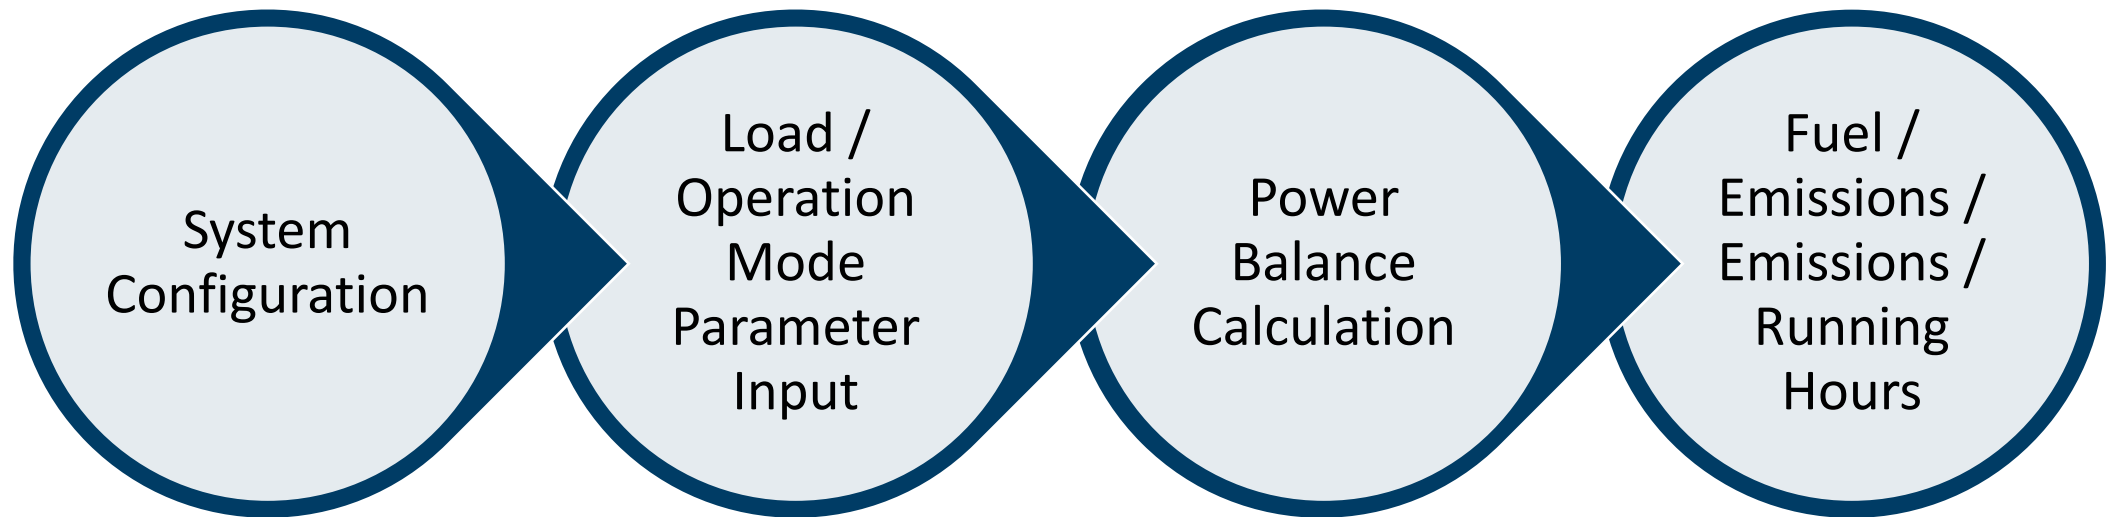 System
Configuration
Load /
Operation
Mode
Parameter
Input
Power
Balance
Calculation
Fuel /
Emissions /
Emissions /
Running
Hours